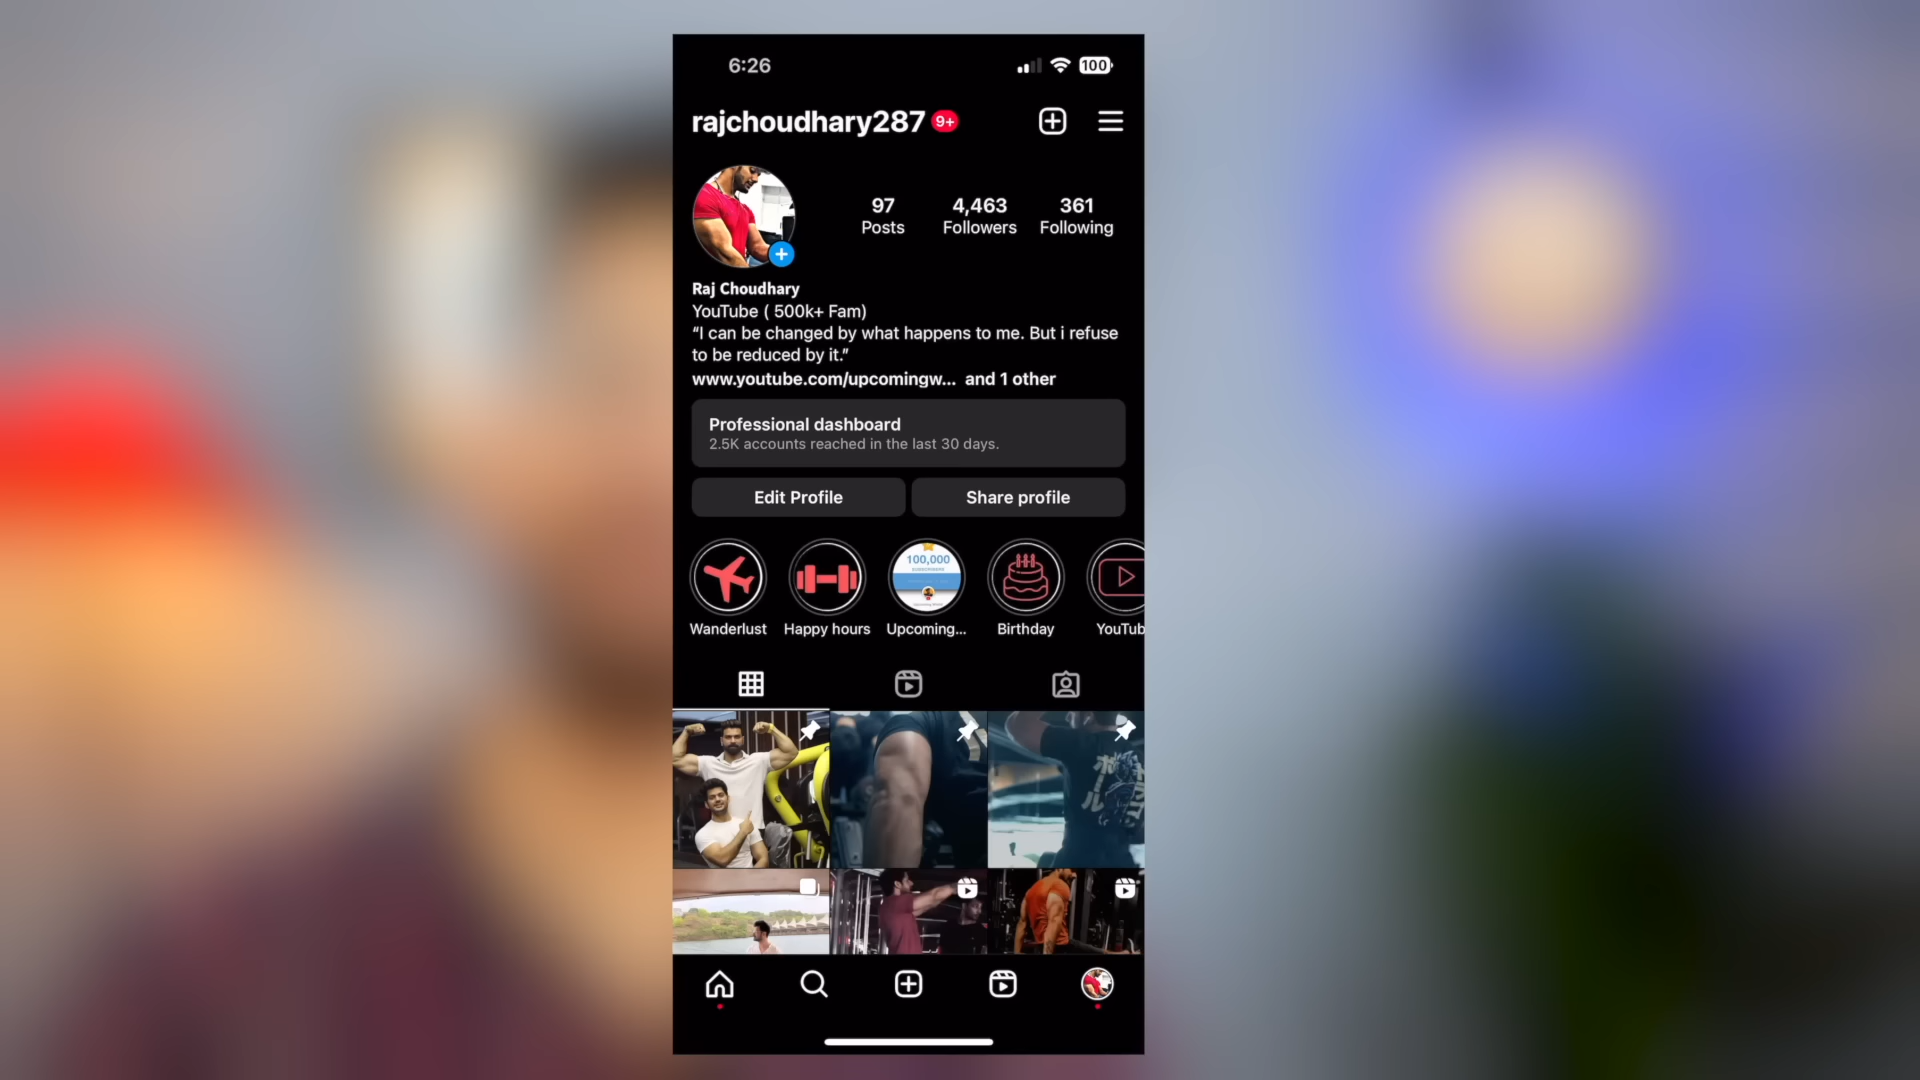 6:26
100
rajchoudhary287 9+
97 Posts
4,463 Followers
361 Following
Raj Choudhary
YouTube ( 500k+ Fam)
“I can be changed by what happens to me. But i refuse
to be reduced by it.”
www.youtube.com/upcomingw... and 1 other
Professional dashboard
2.5K accounts reached in the last 30 days.
Edit Profile
Share profile
100,000
SUBSCRIBERS
Wanderlust
Happy hours
Upcoming...
Birthday
YouTub